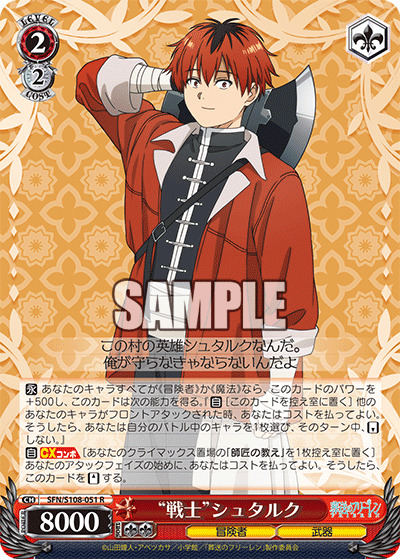 LEVEL
2
2
COST
SAMPLE
この村の英雄シュタルクなんだ。
俺が守らなきゃならないんだよ
永 あなたのキャラすべてが《冒険者》か《魔法》なら、このカードのパワーを
+500し、このカードは次の能力を得る。『自［このカードを控え室に置く］他の
あなたのキャラがフロントアタックされた時、あなたはコストを払ってよい。
そうしたら、あなたは自分のバトル中のキャラを1枚選び、そのターン中、
』
自 CXコンボ ［あなたのクライマックス置場の「師匠の教え」を1枚控え室に置く］
あなたのアタックフェイズの始めに、あなたはコストを払ってよい。そうしたら、
このカードを
CH SFN/S108-051 R
8000
“戦士”シュタルク
冒険者
武器
©山田鐘人・アベツカサ／小学館／「葬送のフリーレン」製作委員会
葬送のフリーレン